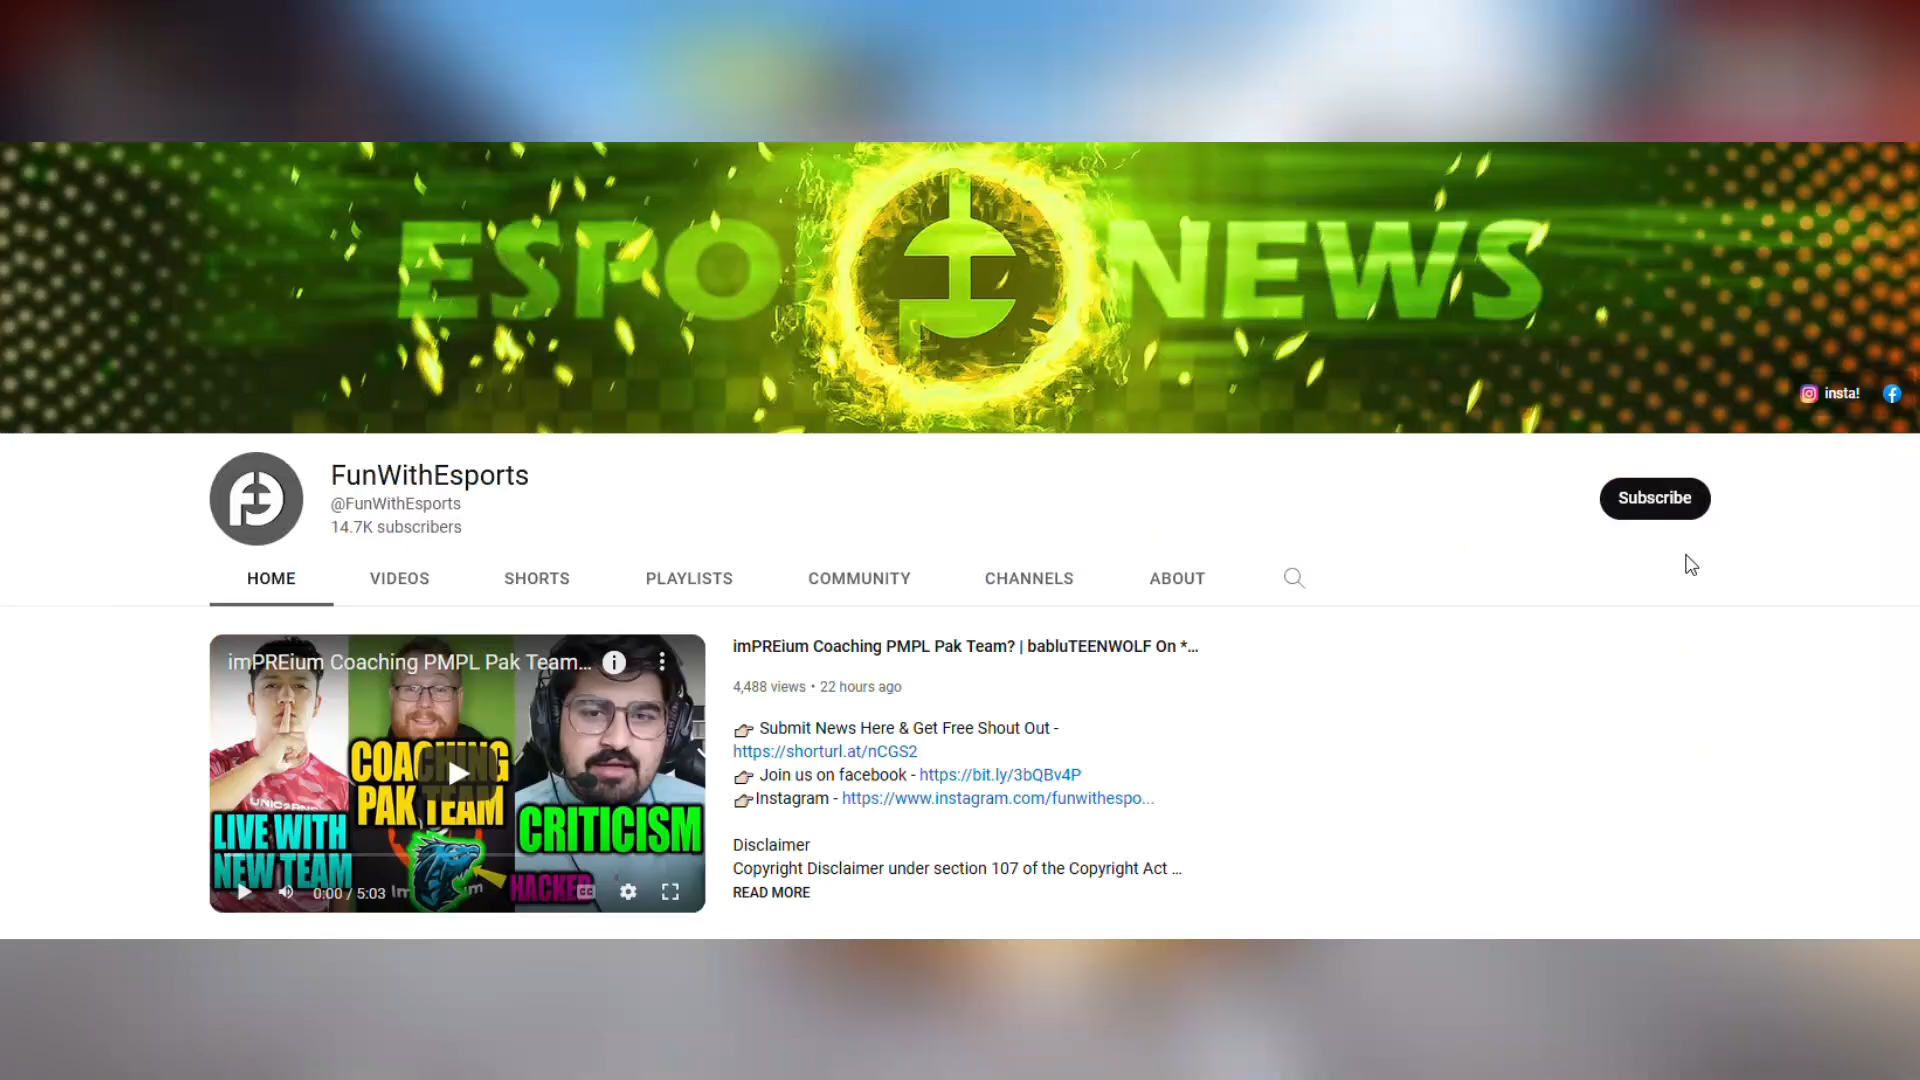 ESPO NEWS
insta!
FunWithEsports
@FunWithEsports
14.7K subscribers
Subscribe
HOME VIDEOS SHORTS PLAYLISTS COMMUNITY CHANNELS ABOUT
imPREium Coaching PMPL Pak Team...
LIVE WITH
NEW TEAM
COACHING
PAK TEAM
CRITICISM
HACKER
0:00 / 5:03
imPREium Coaching PMPL Pak Team? | babluTEENWOLF On *...
4,488 views • 22 hours ago
👉 Submit News Here & Get Free Shout Out -
https://shorturl.at/nCGS2
👉 Join us on facebook - https://bit.ly/3bQBv4P
👉Instagram - https://www.instagram.com/funwithespo...
Disclaimer
Copyright Disclaimer under section 107 of the Copyright Act ...
READ MORE